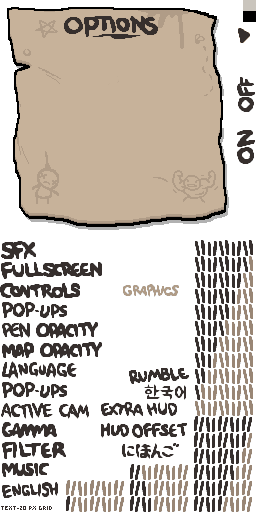 OPTIONS
ON OFF
SFX
FULLSCREEN
CONTROLS GRAPHICS
POP-UPS
PEN OPACITY
MAP OPACITY
LANGUAGE RUMBLE
POP-UPS 한국어
ACTIVE CAM EXTRA HUD
GAMMA HUD OFFSET
FILTER にほんご
MUSIC
ENGLISH
TEXT-20 PX GRID